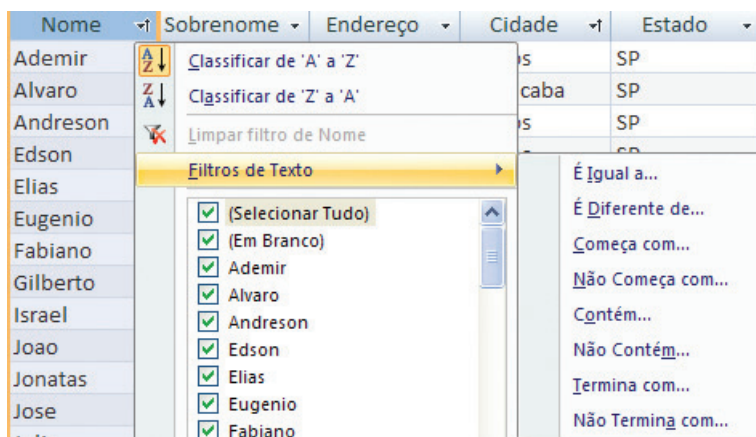 Nome Sobrenome Endereço Cidade Estado
Ademir SP
Alvaro caba SP
Andreson SP
Edson
Elias
Eugenio
Fabiano
Gilberto
Israel
Joao
Jonatas
Jose
Classificar de 'A' a 'Z'
Classificar de 'Z' a 'A'
Limpar filtro de Nome
Filtros de Texto
(Selecionar Tudo)
(Em Branco)
Ademir
Alvaro
Andreson
Edson
Elias
Eugenio
Fabiano
É Igual a...
É Diferente de...
Começa com...
Não Começa com...
Contém...
Não Contém...
Termina com...
Não Termina com...